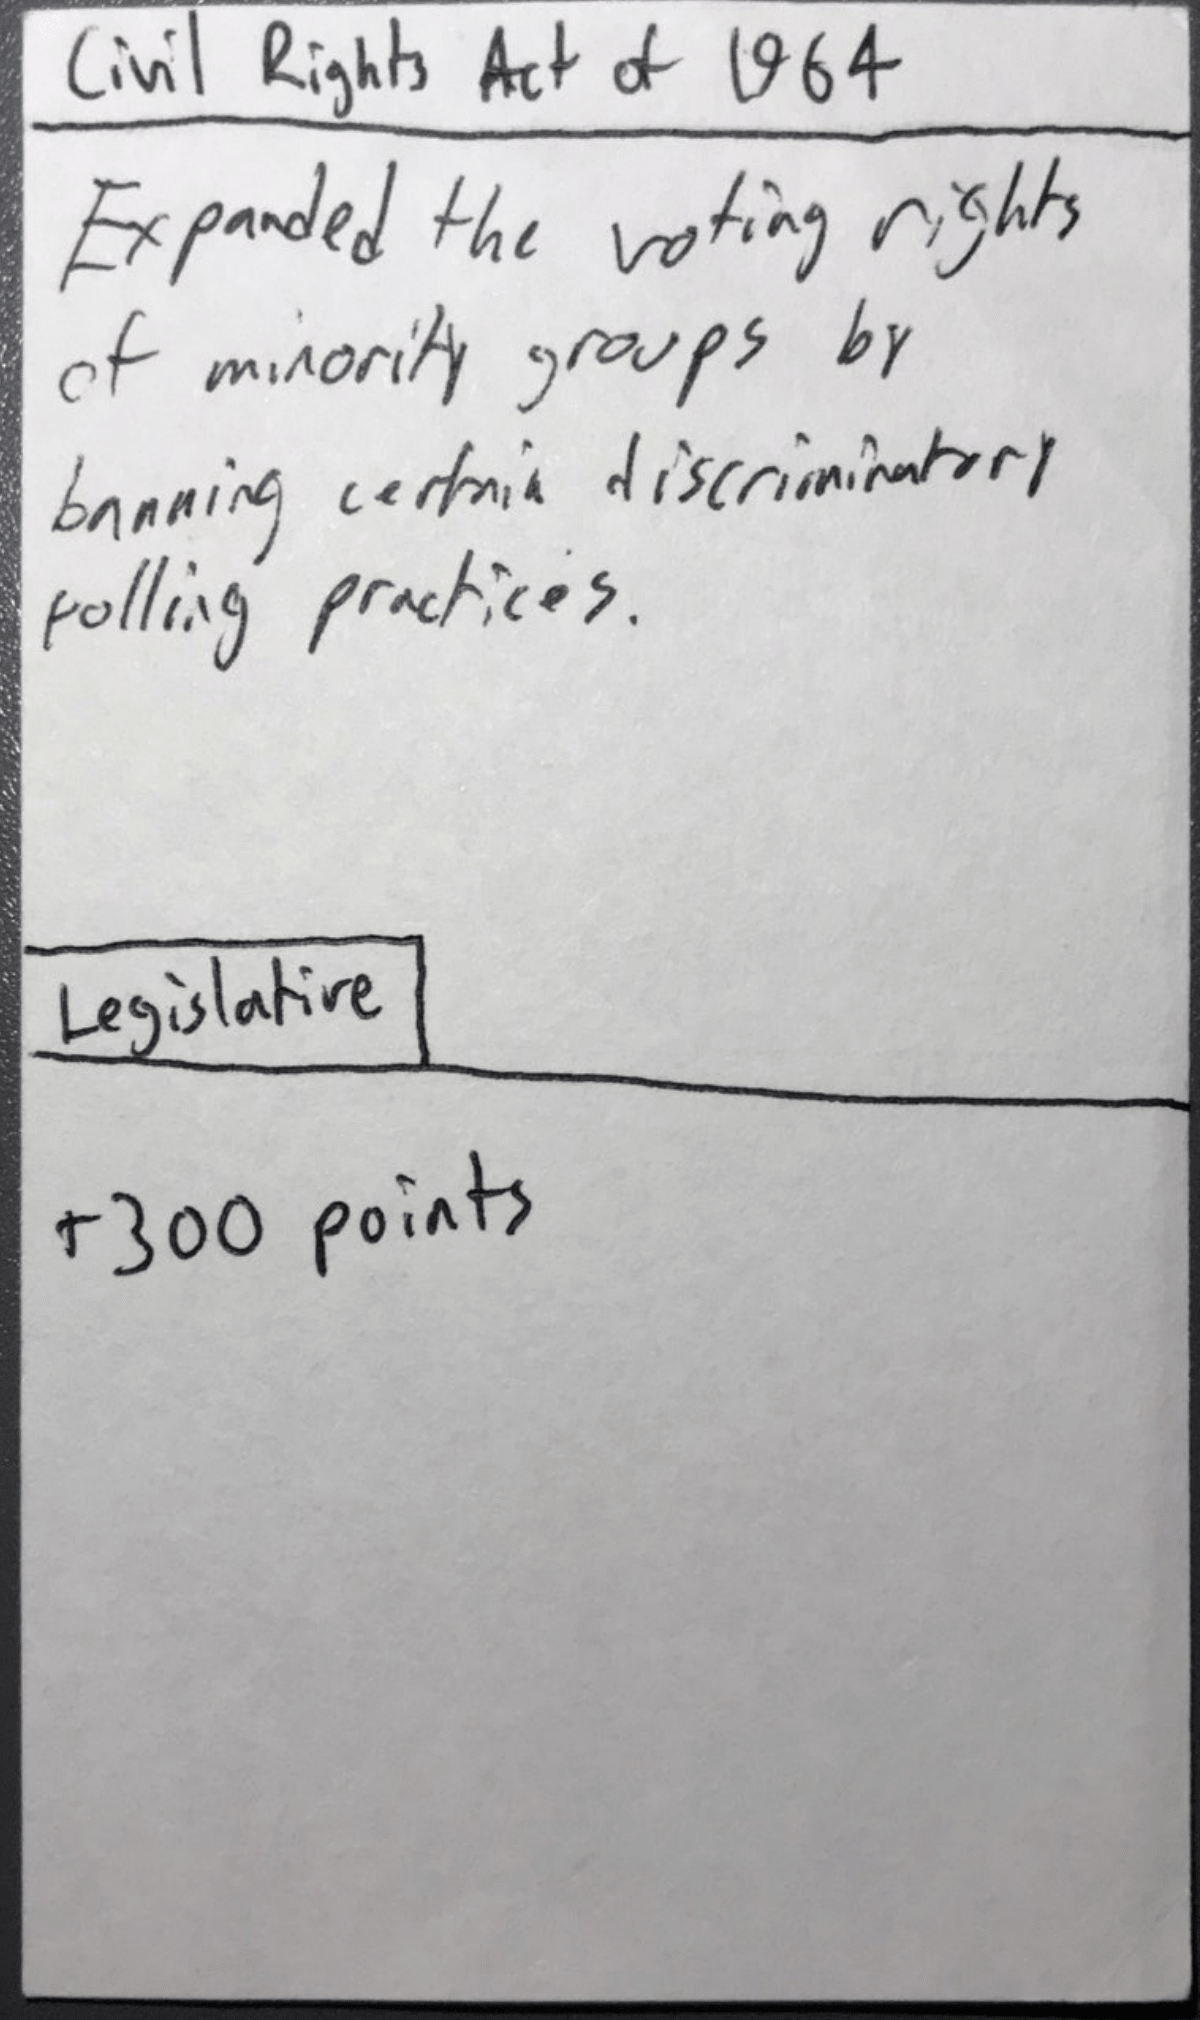 Civil Rights Act of 1964
Expanded the voting rights
of minority groups by
banning certain discriminatory
polling practices.
Legislative
+300 points